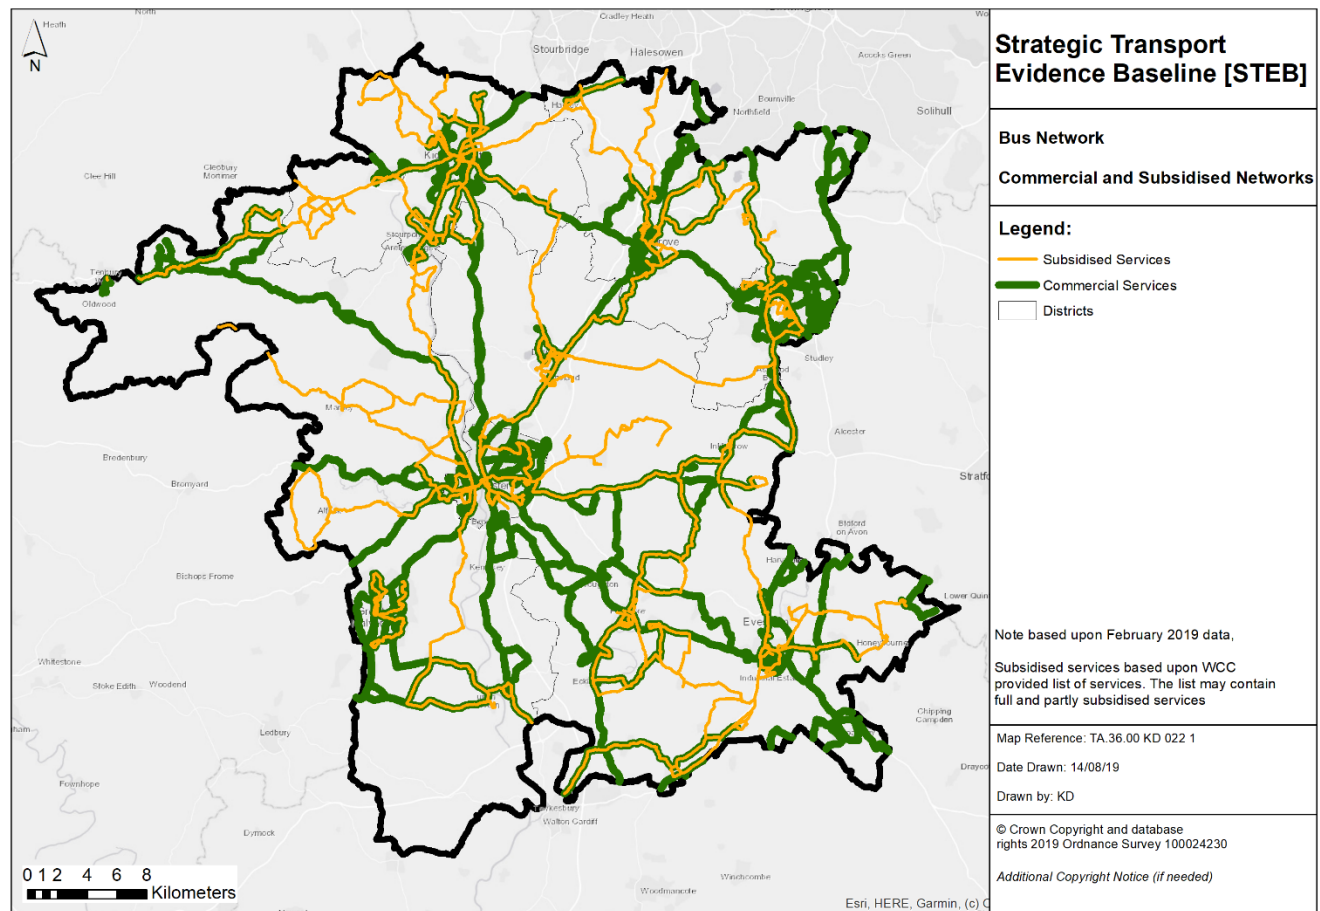 Heath
North
Cradley Heath
Stourbridge
Halesowen
Acocks Green
N
Bournville
Northfield
Solihull
Cleobury
Mortimer
Clee Hill
Oldwood
Studley
Alcester
Bredenbury
Bromyard
Bidford
on Avon
Bishops Frome
Lower Quin
Honeybourne
Whitestone
Stoke Edith
Woodend
Ledbury
Chipping
Campden
Fownhope
Dymock
Walton Cardiff
Winchcombe
Woodmancote
0 1 2 4 6 8
Kilometers
Esri, HERE, Garmin, (c) O
Strategic Transport
Evidence Baseline [STEB]
Bus Network
Commercial and Subsidised Networks
Legend:
Subsidised Services
Commercial Services
Districts
Note based upon February 2019 data,
Subsidised services based upon WCC
provided list of services. The list may contain
full and partly subsidised services
Map Reference: TA.36.00 KD 022 1
Date Drawn: 14/08/19
Drawn by: KD
© Crown Copyright and database
rights 2019 Ordnance Survey 100024230
Additional Copyright Notice (if needed)